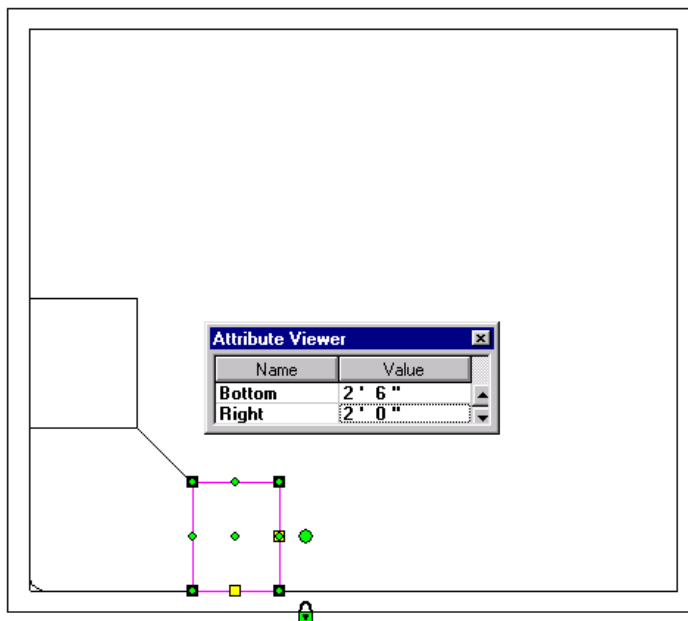 Attribute Viewer
Name Value
Bottom 2 ' 6 "
Right 2 ' 0 "